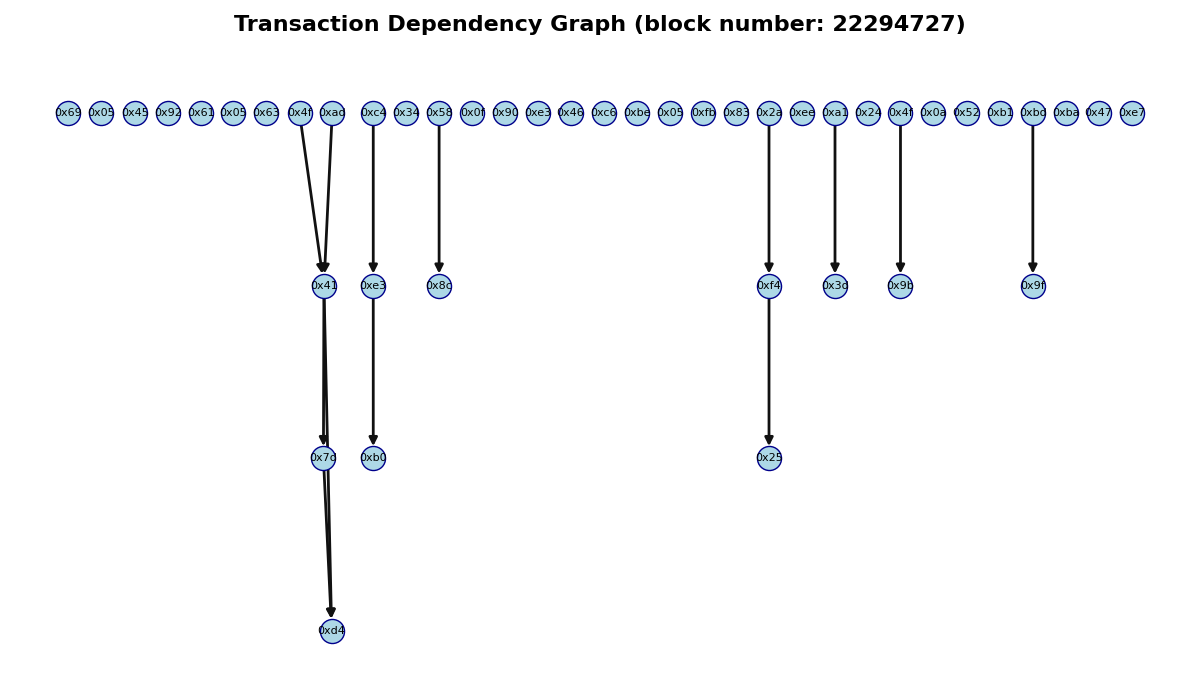 Transaction Dependency Graph (block number: 22294727)
0x69 0x05 0x45 0x92 0x61 0x05 0x63 0x4f 0xad 0xc4 0x34 0x58 0x0f 0x90 0xe3 0x46 0xc6 0xbe 0x05 0xfb 0x83 0x2a 0xee 0xa1 0x24 0x4f 0x0a 0x52 0xb1 0xbd 0xba 0x47 0xe7
0x41 0xe3 0x8c 0xf4 0x3d 0x9b 0x9f
0x7d 0xb0 0x25
0xd4